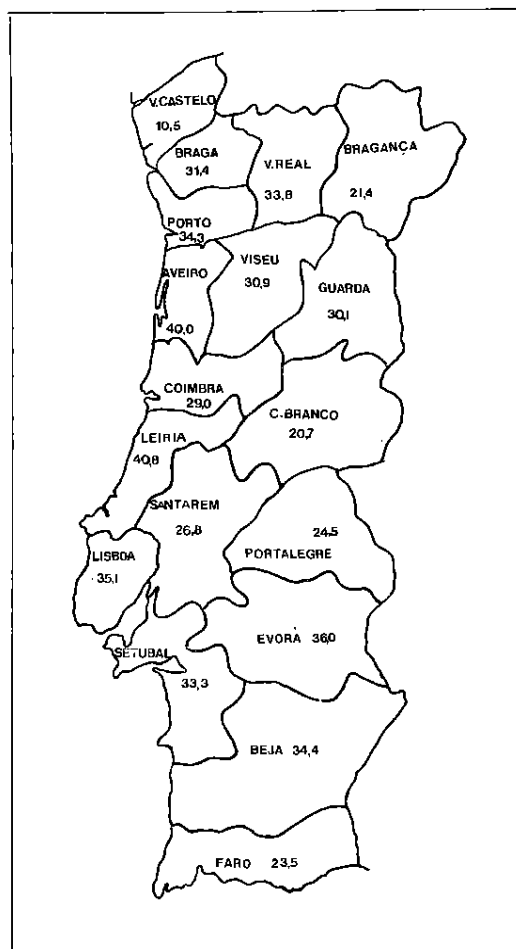 V.CASTELO
10,5
BRAGA
31,4
V.REAL
33,8
BRAGANÇA
21,4
PORTO
34,3
AVEIRO
40,0
VISEU
30,9
GUARDA
30,1
COIMBRA
29,0
C.BRANCO
20,7
LEIRIA
40,8
SANTAREM
26,8
24,5
PORTALEGRE
LISBOA
35,1
EVORA 36,0
SETUBAL
33,3
BEJA 34,4
FARO 23,5